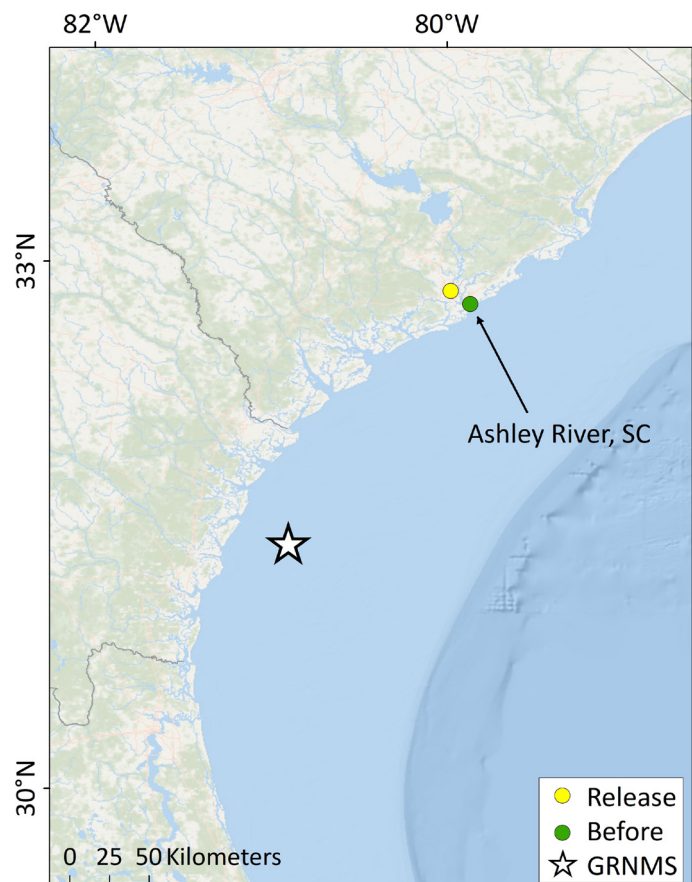 82°W 80°W
33°N
Ashley River, SC
30°N
Release
Before
GRNMS
0 25 50 Kilometers